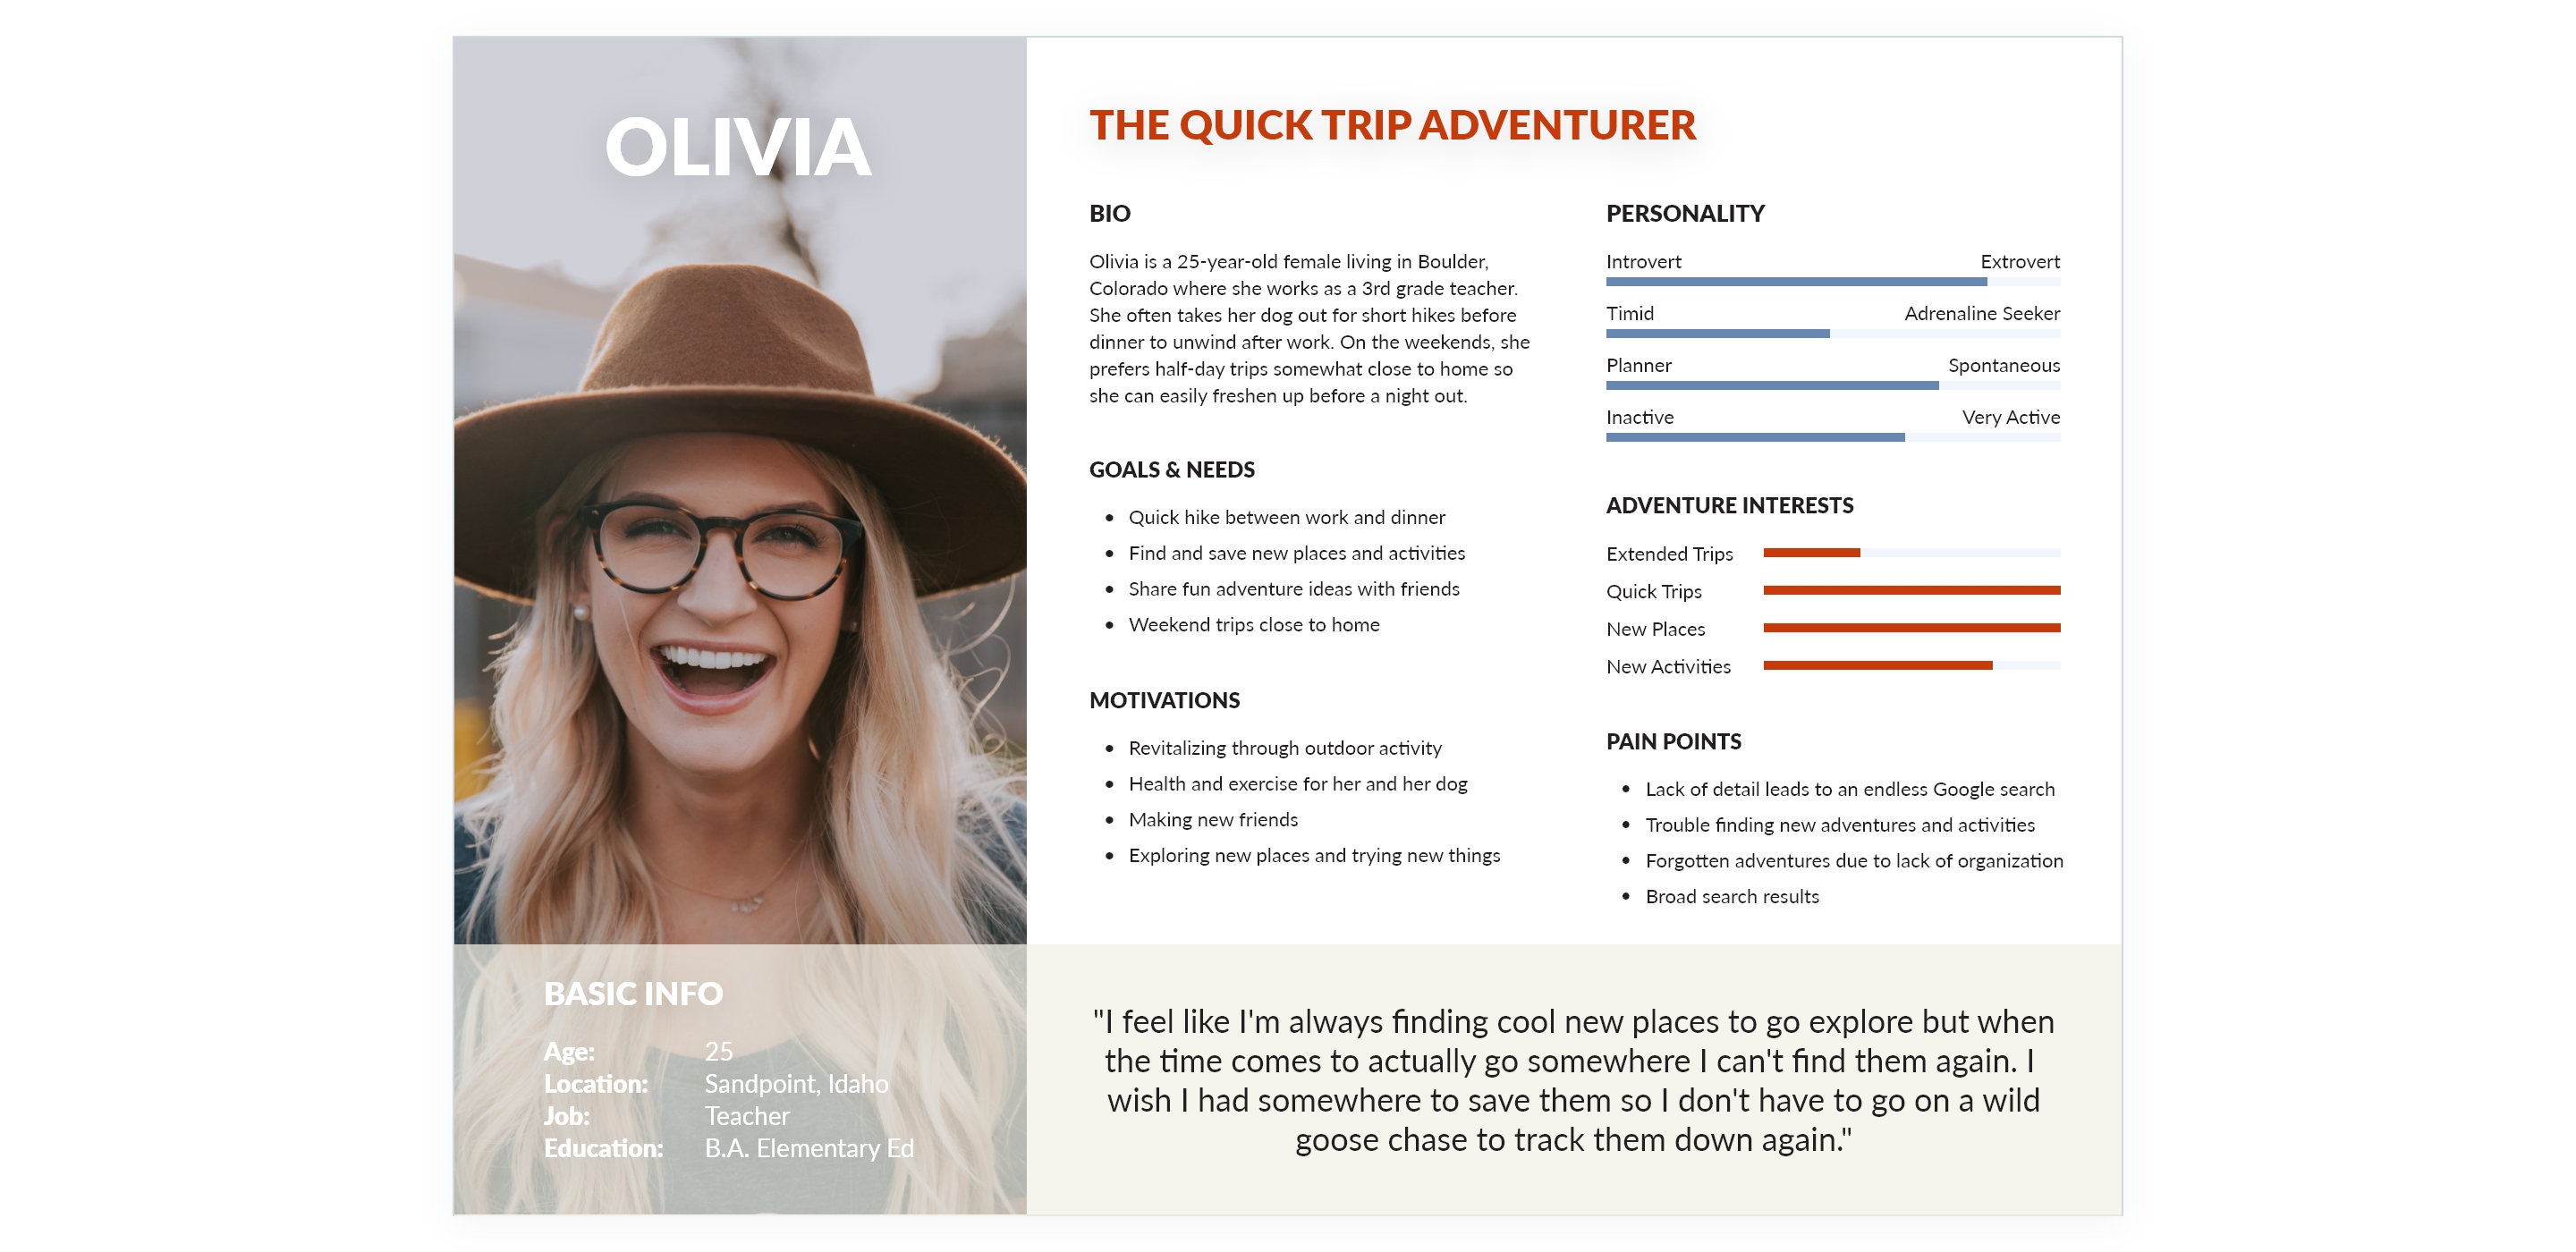 OLIVIA
BASIC INFO
Age: 25
Location: Sandpoint, Idaho
Job: Teacher
Education: B.A. Elementary Ed
THE QUICK TRIP ADVENTURER
BIO
Olivia is a 25-year-old female living in Boulder,
Colorado where she works as a 3rd grade teacher.
She often takes her dog out for short hikes before
dinner to unwind after work. On the weekends, she
prefers half-day trips somewhat close to home so
she can easily freshen up before a night out.
GOALS & NEEDS
• Quick hike between work and dinner
• Find and save new places and activities
• Share fun adventure ideas with friends
• Weekend trips close to home
MOTIVATIONS
• Revitalizing through outdoor activity
• Health and exercise for her and her dog
• Making new friends
• Exploring new places and trying new things
PERSONALITY
Introvert Extrovert
Timid Adrenaline Seeker
Planner Spontaneous
Inactive Very Active
ADVENTURE INTERESTS
Extended Trips
Quick Trips
New Places
New Activities
PAIN POINTS
• Lack of detail leads to an endless Google search
• Trouble finding new adventures and activities
• Forgotten adventures due to lack of organization
• Broad search results
"I feel like I'm always finding cool new places to go explore but when
the time comes to actually go somewhere I can't find them again. I
wish I had somewhere to save them so I don't have to go on a wild
goose chase to track them down again."